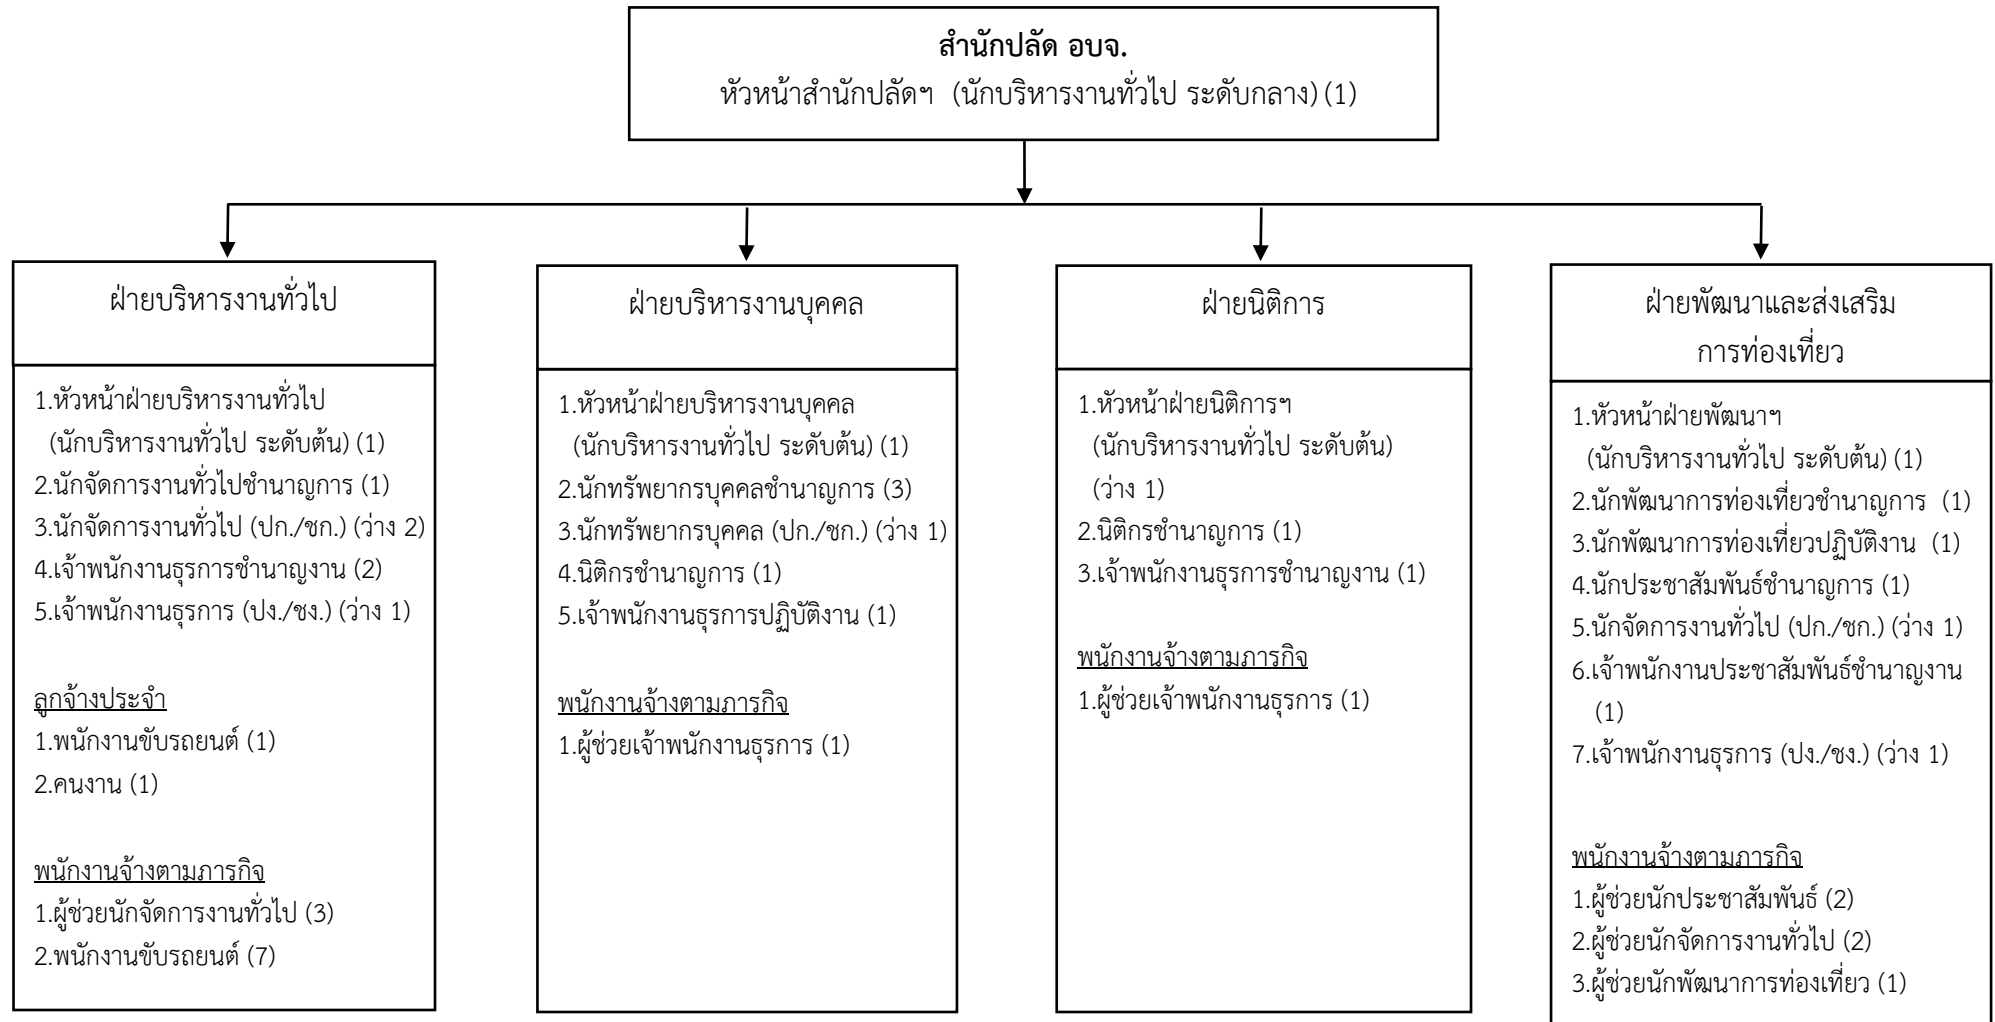 สำนักปลัด อบจ.
หัวหน้าสำนักปลัดฯ (นักบริหารงานทั่วไป ระดับกลาง) (1)
ฝ่ายบริหารงานทั่วไป
1.หัวหน้าฝ่ายบริหารงานทั่วไป
(นักบริหารงานทั่วไป ระดับต้น) (1)
2.นักจัดการงานทั่วไปชำนาญการ (1)
3.นักจัดการงานทั่วไป (ปก./ชก.) (ว่าง 2)
4.เจ้าพนักงานธุรการชำนาญงาน (2)
5.เจ้าพนักงานธุรการ (ปง./ชง.) (ว่าง 1)
ลูกจ้างประจำ
1.พนักงานขับรถยนต์ (1)
2.คนงาน (1)
พนักงานจ้างตามภารกิจ
1.ผู้ช่วยนักจัดการงานทั่วไป (3)
2.พนักงานขับรถยนต์ (7)
ฝ่ายบริหารงานบุคคล
1.หัวหน้าฝ่ายบริหารงานบุคคล
(นักบริหารงานทั่วไป ระดับต้น) (1)
2.นักทรัพยากรบุคคลชำนาญการ (3)
3.นักทรัพยากรบุคคล (ปก./ชก.) (ว่าง 1)
4.นิติกรชำนาญการ (1)
5.เจ้าพนักงานธุรการปฏิบัติงาน (1)
พนักงานจ้างตามภารกิจ
1.ผู้ช่วยเจ้าพนักงานธุรการ (1)
ฝ่ายนิติการ
1.หัวหน้าฝ่ายนิติการฯ
(นักบริหารงานทั่วไป ระดับต้น)
(ว่าง 1)
2.นิติกรชำนาญการ (1)
3.เจ้าพนักงานธุรการชำนาญงาน (1)
พนักงานจ้างตามภารกิจ
1.ผู้ช่วยเจ้าพนักงานธุรการ (1)
ฝ่ายพัฒนาและส่งเสริม
การท่องเที่ยว
1.หัวหน้าฝ่ายพัฒนาฯ
(นักบริหารงานทั่วไป ระดับต้น) (1)
2.นักพัฒนาการท่องเที่ยวชำนาญการ (1)
3.นักพัฒนาการท่องเที่ยวปฏิบัติงาน (1)
4.นักประชาสัมพันธ์ชำนาญการ (1)
5.นักจัดการงานทั่วไป (ปก./ชก.) (ว่าง 1)
6.เจ้าพนักงานประชาสัมพันธ์ชำนาญงาน
(1)
7.เจ้าพนักงานธุรการ (ปง./ชง.) (ว่าง 1)
พนักงานจ้างตามภารกิจ
1.ผู้ช่วยนักประชาสัมพันธ์ (2)
2.ผู้ช่วยนักจัดการงานทั่วไป (2)
3.ผู้ช่วยนักพัฒนาการท่องเที่ยว (1)